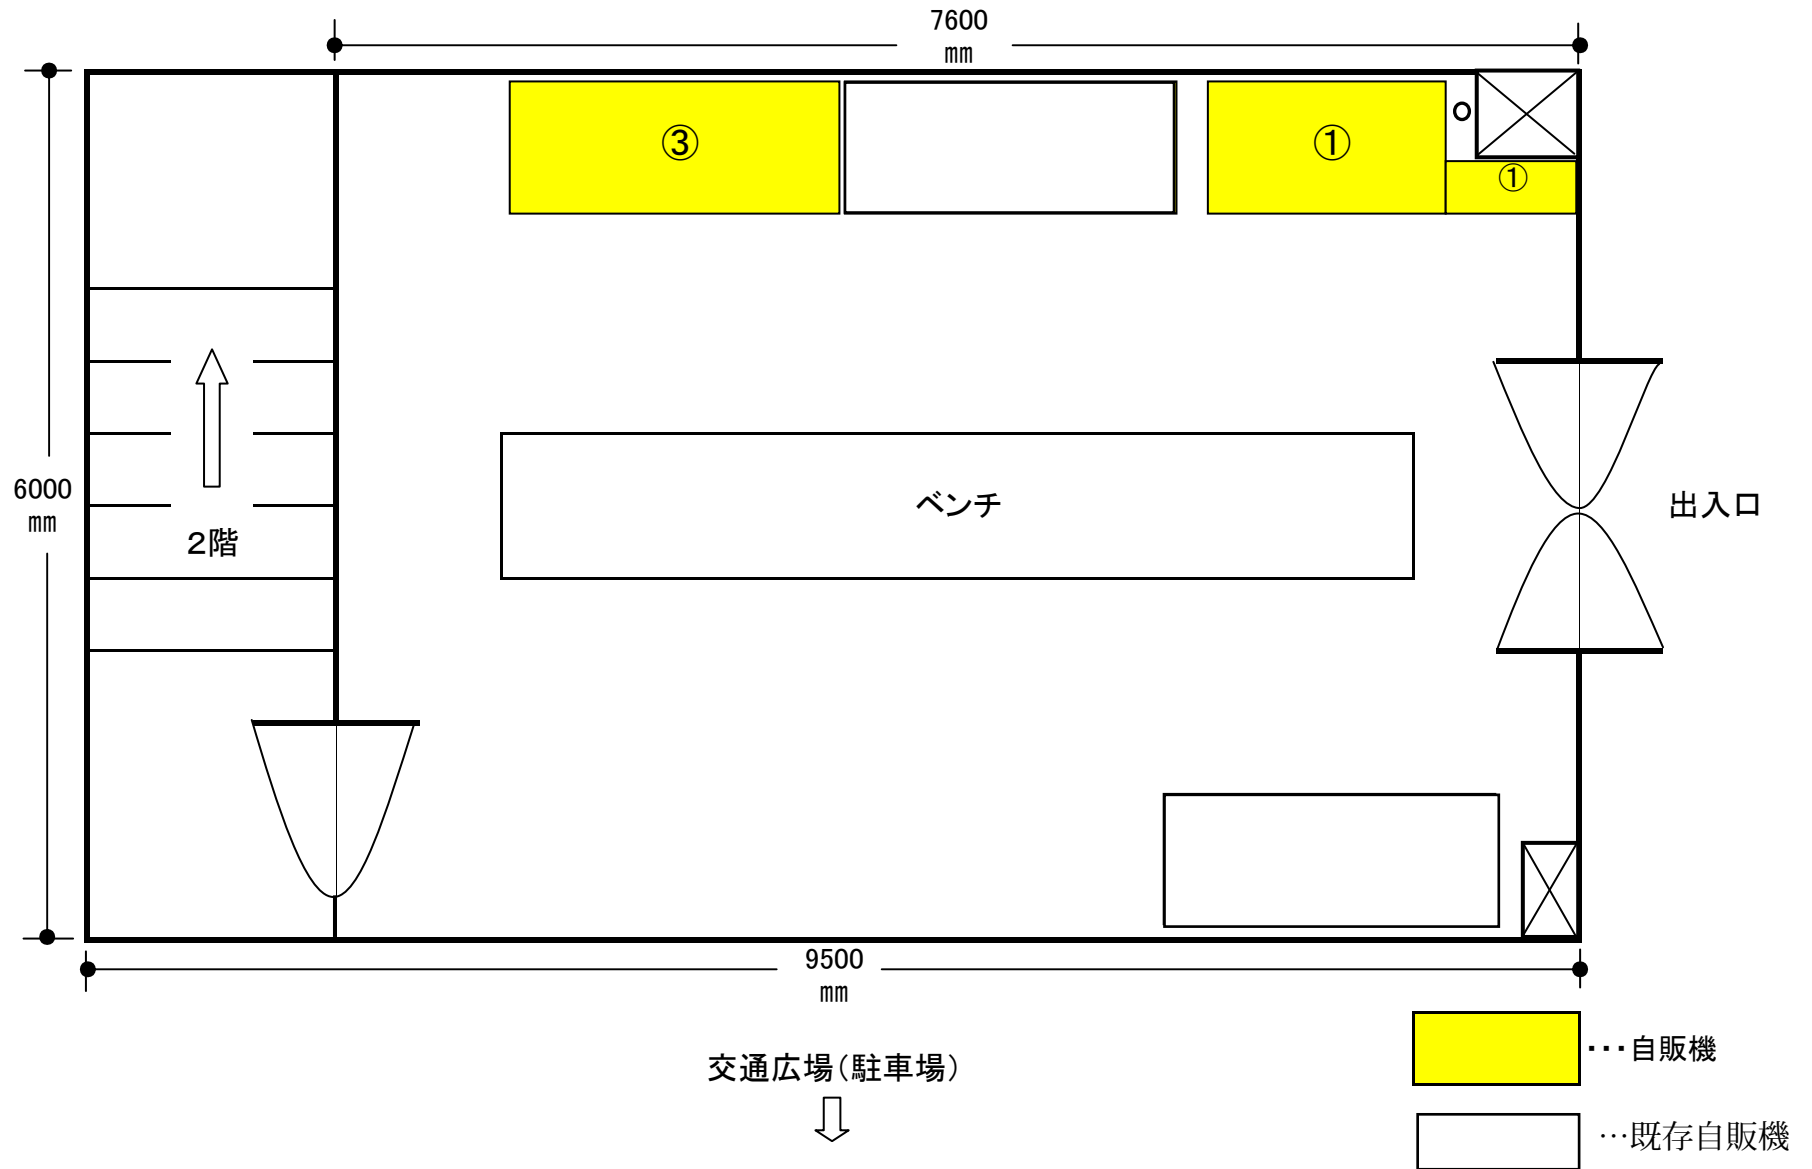 7600
mm
③
①
①
6000
mm
ベンチ
出入口
２階
9500
mm
交通広場(駐車場)
・・・自販機
…既存自販機